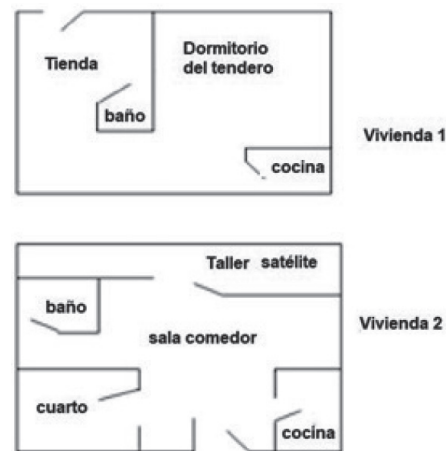 Tienda
Dormitorio
del tendero
baño
cocina
Vivienda 1
Taller satélite
baño
sala comedor
Vivienda 2
cuarto
cocina